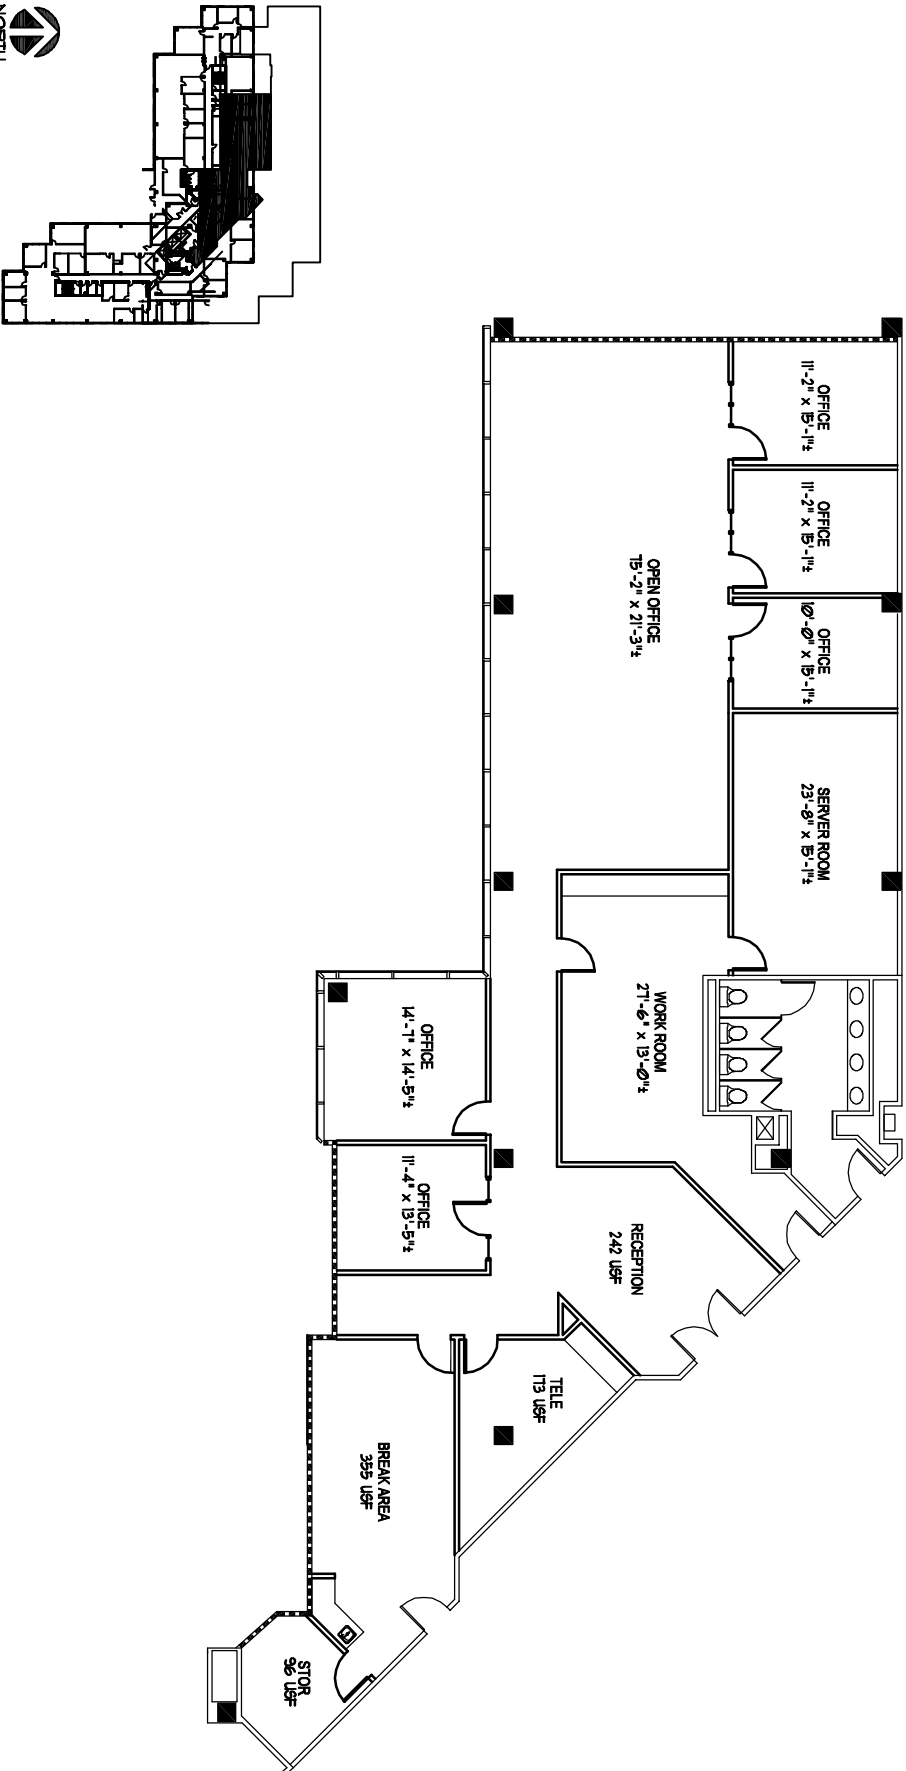 OFFICE
11'-2" x 15'-1"±
OFFICE
11'-2" x 15'-1"±
OFFICE
10'-0" x 15'-1"±
SERVER ROOM
23'-8" x 15'-1"±
OPEN OFFICE
75'-2" x 21'-3"±
WORK ROOM
27'-6" x 13'-0"±
RECEPTION
242 USF
TELE
173 USF
OFFICE
14'-7" x 14'-5"±
OFFICE
11'-4" x 13'-5"±
BREAK AREA
355 USF
STOR
96 USF
NORTH